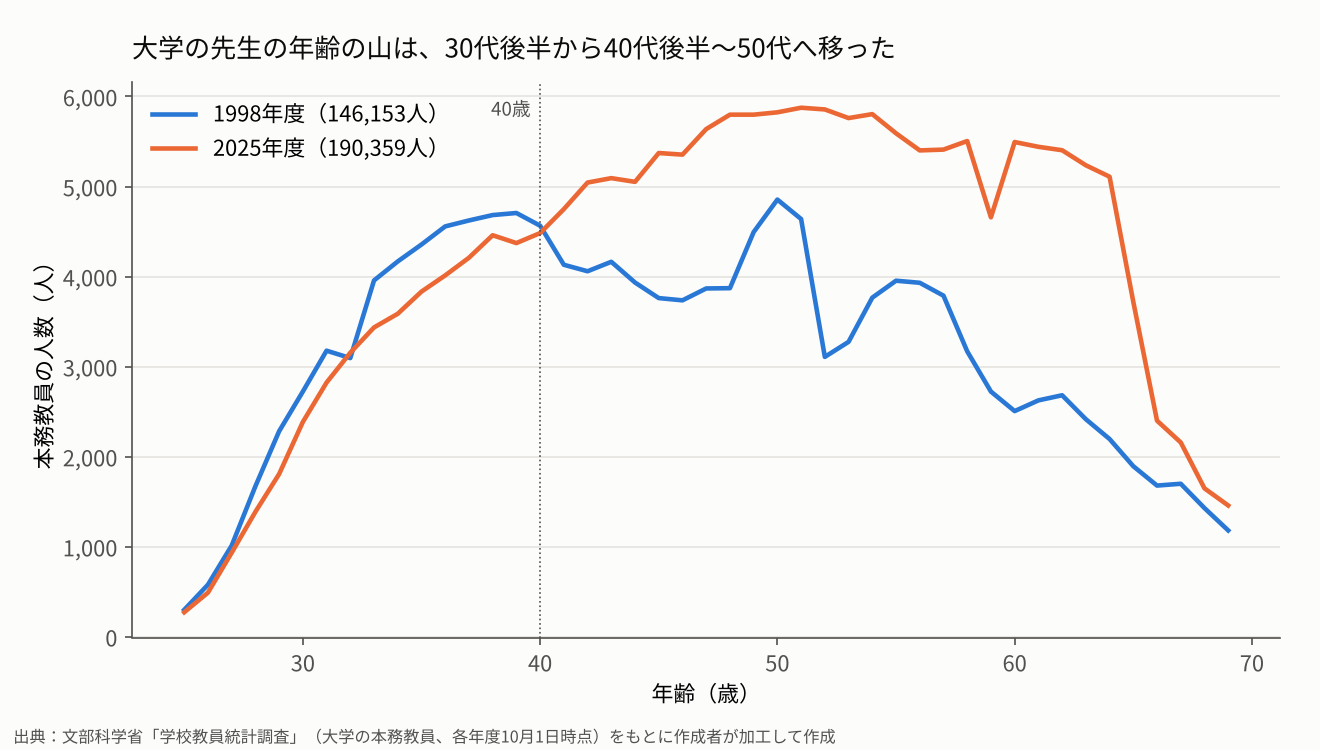 大学の先生の年齢の山は、30代後半から40代後半～50代へ移った
1998年度（146,153人）
2025年度（190,359人）
40歳
本務教員の人数（人）
6,000
5,000
4,000
3,000
2,000
1,000
0
30 40 50 60 70
年齢（歳）
出典：文部科学省「学校教員統計調査」（大学の本務教員、各年度10月1日時点）をもとに作成者が加工して作成